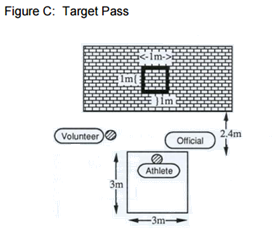 Figure C: Target Pass
<-1m->
1m{
}1m
Volunteer
Official
2.4m
Athlete
3m
3m